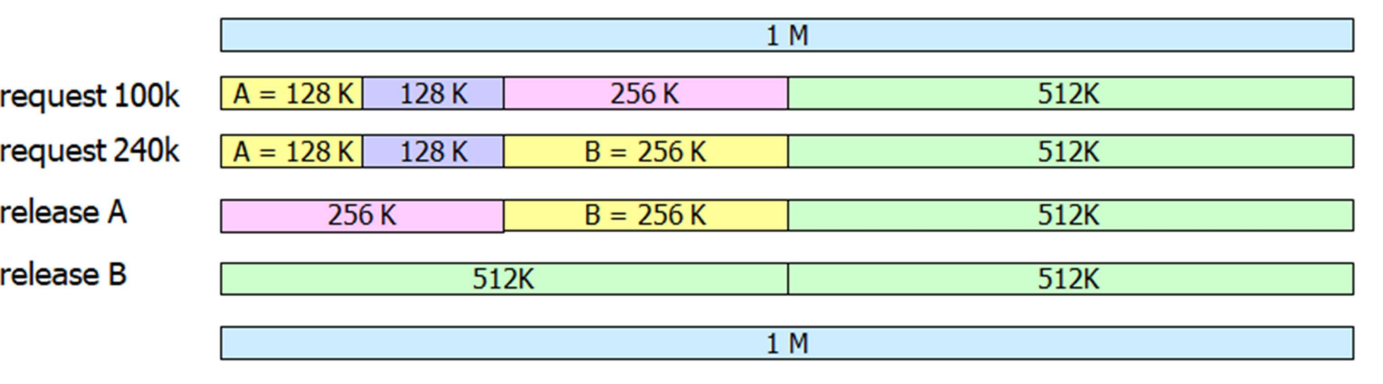 1 M
request 100k A = 128 K 128 K 256 K 512K
request 240k A = 128 K 128 K B = 256 K 512K
release A 256 K B = 256 K 512K
release B 512K 512K
1 M